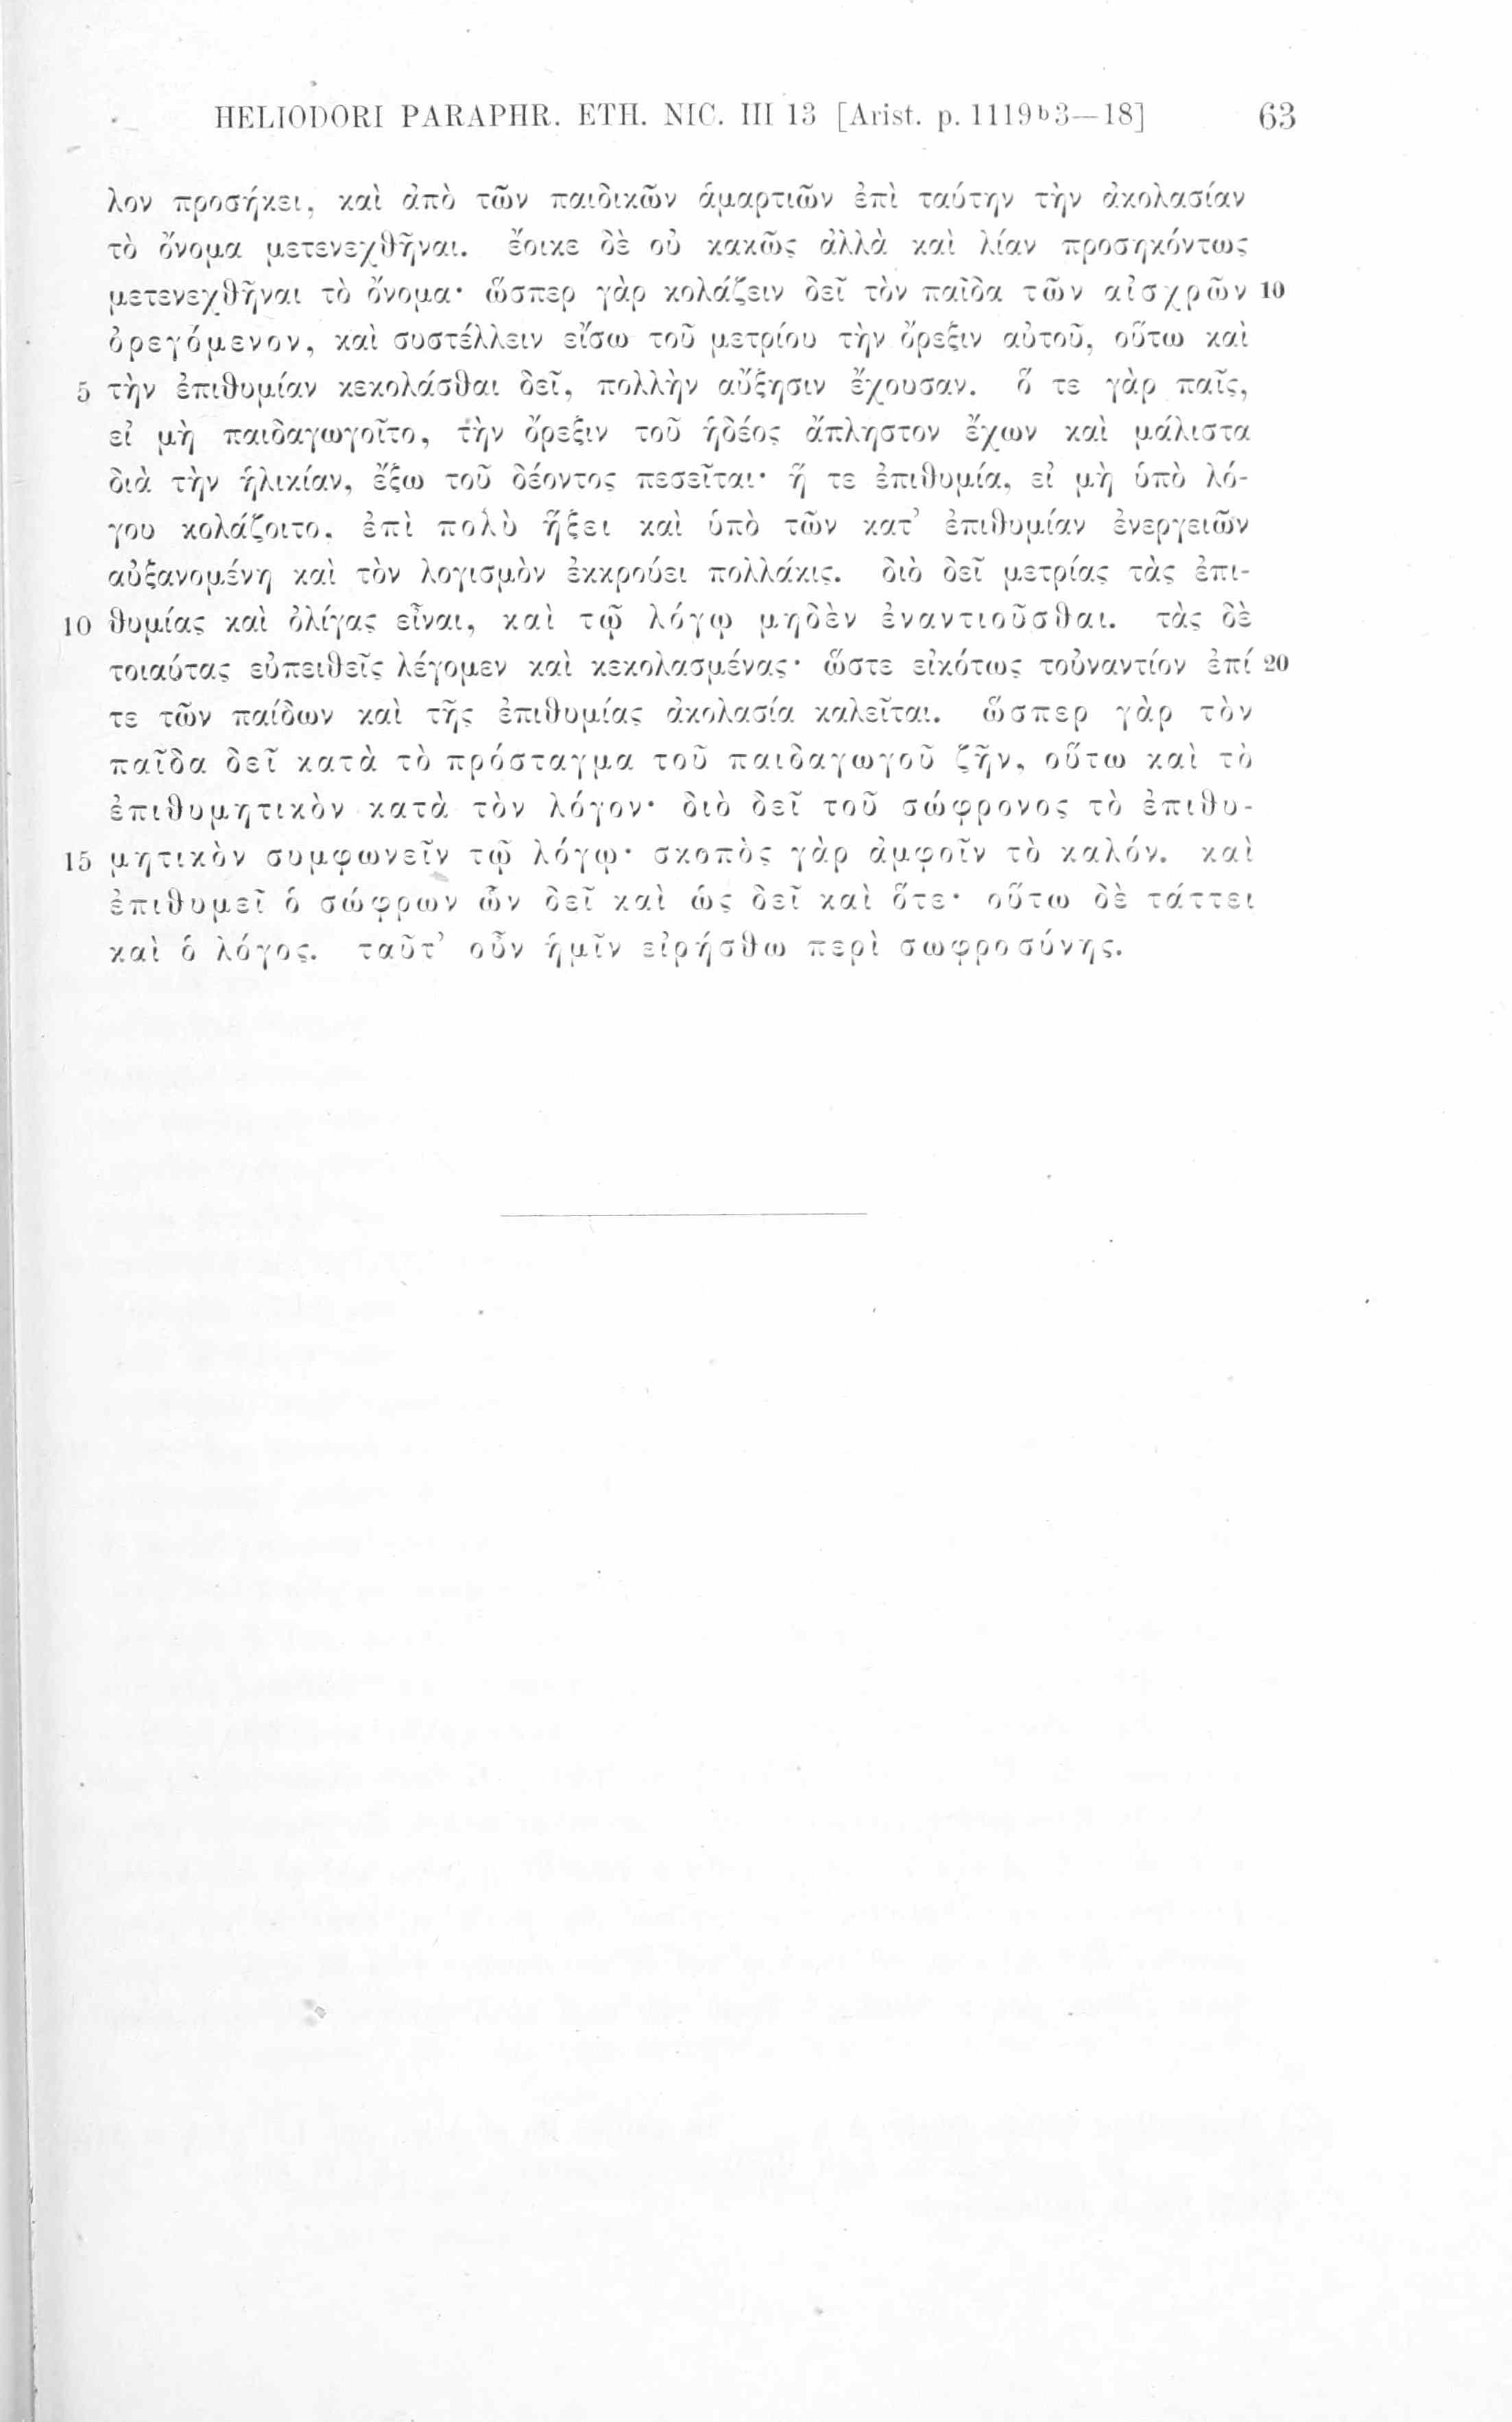 HELIODORI PARAPHR. ETH. NIC. III 13 [Arist. p. 1119ᵇ3—18] 63
λον προσήκει, καὶ ἀπὸ τῶν παιδικῶν ἁμαρτιῶν ἐπὶ ταύτην τὴν ἀκολασίαν
τὸ ὄνομα μετενεχθῆναι. ἔοικε δὲ οὐ κακῶς ἀλλὰ καὶ λίαν προσηκόντως
μετενεχθῆναι τὸ ὄνομα· ὥσπερ γὰρ κολάζειν δεῖ τὸν παῖδα τῶν αἰσχρῶν 10
ὀρεγόμενον, καὶ συστέλλειν εἴσω τοῦ μετρίου τὴν ὄρεξιν αὐτοῦ, οὕτω καὶ
5 τὴν ἐπιθυμίαν κεκολάσθαι δεῖ, πολλὴν αὔξησιν ἔχουσαν. ὅ τε γὰρ παῖς,
εἰ μὴ παιδαγωγοῖτο, τὴν ὄρεξιν τοῦ ἡδέος ἄπληστον ἔχων καὶ μάλιστα
διὰ τὴν ἡλικίαν, ἔξω τοῦ δέοντος πεσεῖται· ἥ τε ἐπιθυμία, εἰ μὴ ὑπὸ λό-
γου κολάζοιτο, ἐπὶ πολὺ ἥξει καὶ ὑπὸ τῶν κατ’ ἐπιθυμίαν ἐνεργειῶν
αὐξανομένη καὶ τὸν λογισμὸν ἐκκρούει πολλάκις. διὸ δεῖ μετρίας τὰς ἐπι-
10 θυμίας καὶ ὀλίγας εἶναι, καὶ τῷ λόγῳ μηδὲν ἐναντιοῦσθαι. τὰς δὲ
τοιαύτας εὐπειθεῖς λέγομεν καὶ κεκολασμένας· ὥστε εἰκότως τοὐναντίον ἐπί 20
τε τῶν παίδων καὶ τῆς ἐπιθυμίας ἀκολασία καλεῖται. ὥσπερ γὰρ τὸν
παῖδα δεῖ κατὰ τὸ πρόσταγμα τοῦ παιδαγωγοῦ ζῆν, οὕτω καὶ τὸ
ἐπιθυμητικὸν κατὰ τὸν λόγον· διὸ δεῖ τοῦ σώφρονος τὸ ἐπιθυ-
15 μητικὸν συμφωνεῖν τῷ λόγῳ· σκοπὸς γὰρ ἀμφοῖν τὸ καλόν. καὶ
ἐπιθυμεῖ ὁ σώφρων ὧν δεῖ καὶ ὡς δεῖ καὶ ὅτε· οὕτω δὲ τάττει
καὶ ὁ λόγος. ταῦτ’ οὖν ἡμῖν εἰρήσθω περὶ σωφροσύνης.